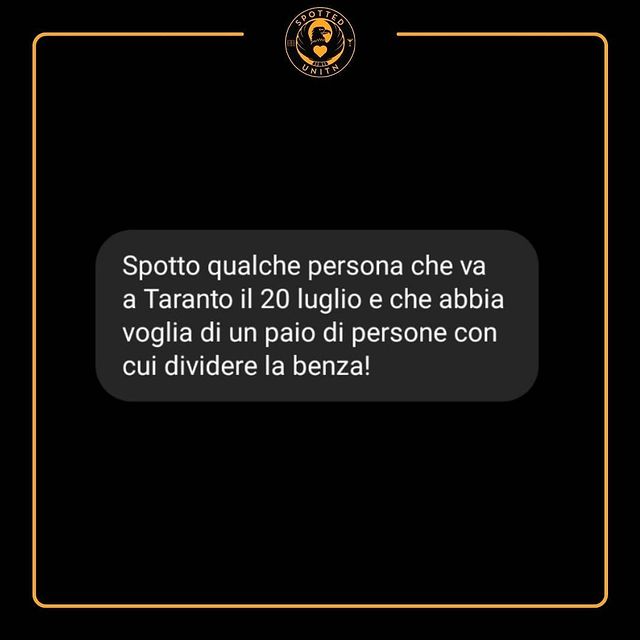 SPOTTED
UNITN
Spotto qualche persona che va
a Taranto il 20 luglio e che abbia
voglia di un paio di persone con
cui dividere la benza!